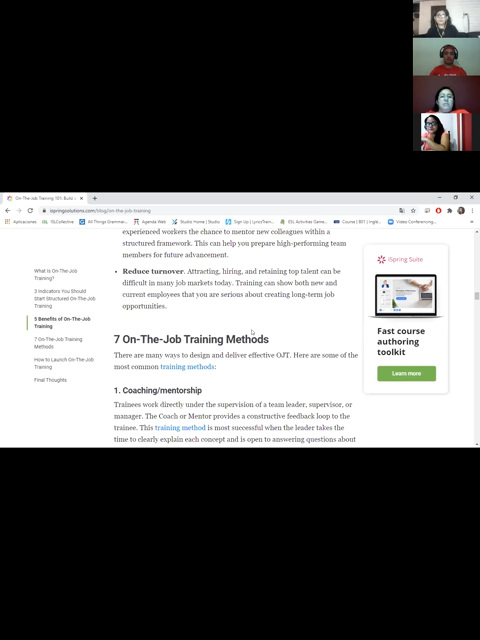 On-The-Job Training 101: Build
ispringsolutions.com/blog/on-the-job-training
Aplicaciones
ISLCollective
All Things Grammar...
Agenda Web
Studio Home | Studio
Sign Up | LyricsTrain...
ESL Activities Game...
Course | 901 | Ingle...
Video Conferencing,...
experienced workers the chance to mentor new colleagues within a
structured framework. This can help you prepare high-performing team
members for future advancement.
• Reduce turnover. Attracting, hiring, and retaining top talent can be
difficult in many job markets today. Training can show both new and
current employees that you are serious about creating long-term job
opportunities.
What is On-The-Job
Training?
3 Indicators You Should
Start Structured On-The-Job
Training
5 Benefits of On-The-Job
Training
7 On-The-Job Training
Methods
How to Launch On-The-Job
Training
Final Thoughts
7 On-The-Job Training Methods
There are many ways to design and deliver effective OJT. Here are some of the
most common training methods:
1. Coaching/mentorship
Trainees work directly under the supervision of a team leader, supervisor, or
manager. The Coach or Mentor provides a constructive feedback loop to the
trainee. This training method is most successful when the leader takes the
time to clearly explain each concept and is open to answering questions about
iSpring Suite
Fast course
authoring
toolkit
Learn more